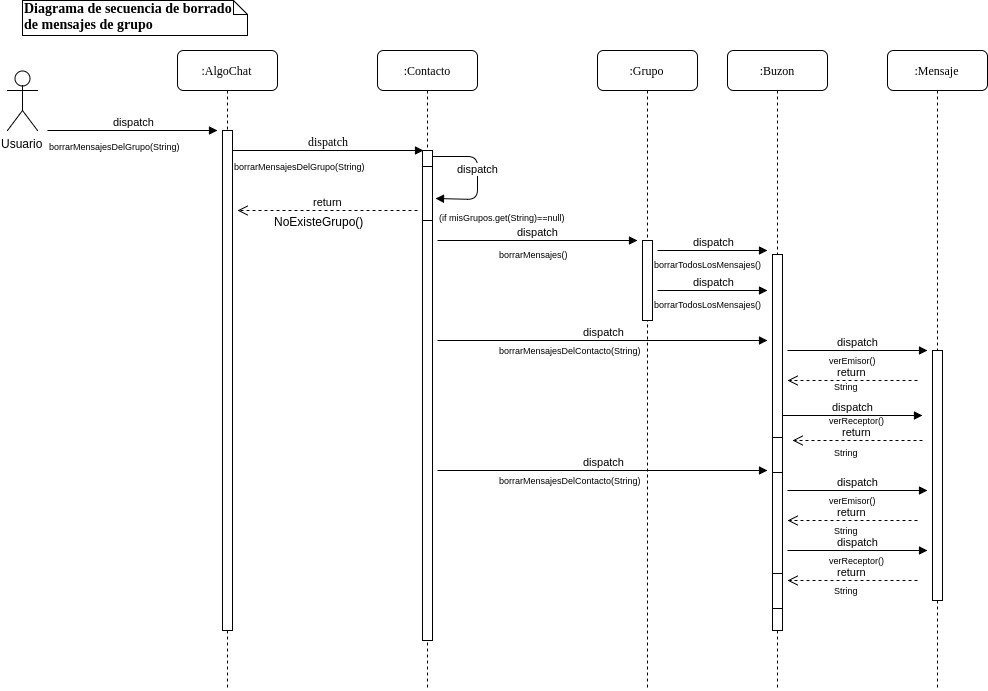 Diagrama de secuencia de borrado
de mensajes de grupo
:AlgoChat
:Contacto
:Grupo
:Buzon
:Mensaje
Usuario
dispatch
borrarMensajesDelGrupo(String)
dispatch
borrarMensajesDelGrupo(String)
dispatch
return
NoExisteGrupo()
(if misGrupos.get(String)==null)
dispatch
borrarMensajes()
dispatch
borrarTodosLosMensajes()
dispatch
borrarTodosLosMensajes()
dispatch
borrarMensajesDelContacto(String)
dispatch
verEmisor()
return
String
dispatch
verReceptor()
return
String
dispatch
borrarMensajesDelContacto(String)
dispatch
verEmisor()
return
String
dispatch
verReceptor()
return
String